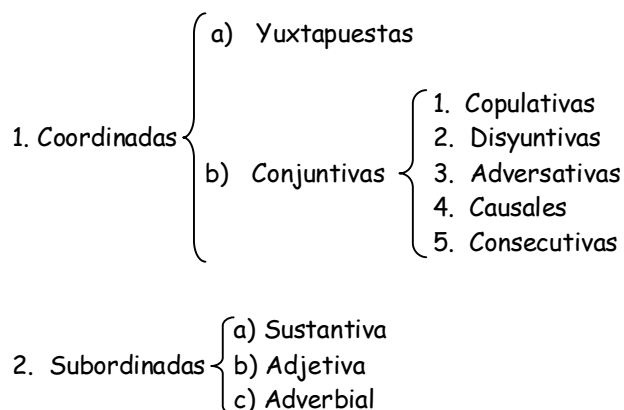 a) Yuxtapuestas
1. Coordinadas
b) Conjuntivas
1. Copulativas
2. Disyuntivas
3. Adversativas
4. Causales
5. Consecutivas
2. Subordinadas
a) Sustantiva
b) Adjetiva
c) Adverbial